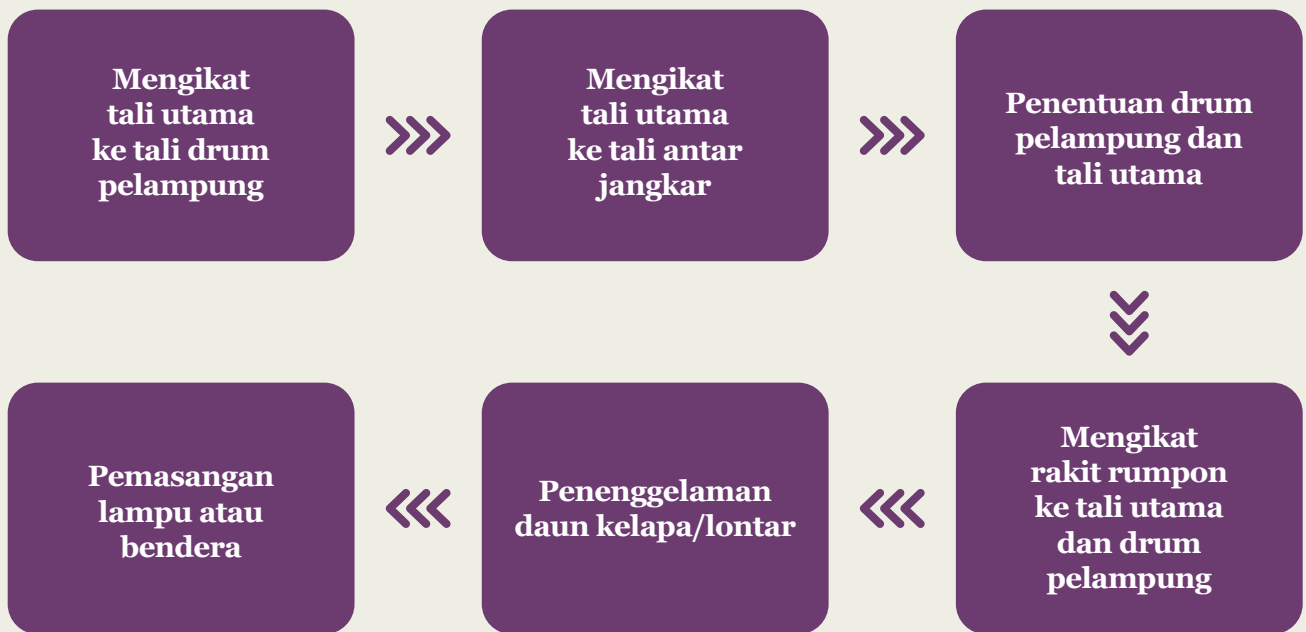 Mengikat
tali utama
ke tali drum
pelampung
Mengikat
tali utama
ke tali antar
jangkar
Penentuan drum
pelampung dan
tali utama
Mengikat
rakit rumpon
ke tali utama
dan drum
pelampung
Penenggelaman
daun kelapa/lontar
Pemasangan
lampu atau
bendera